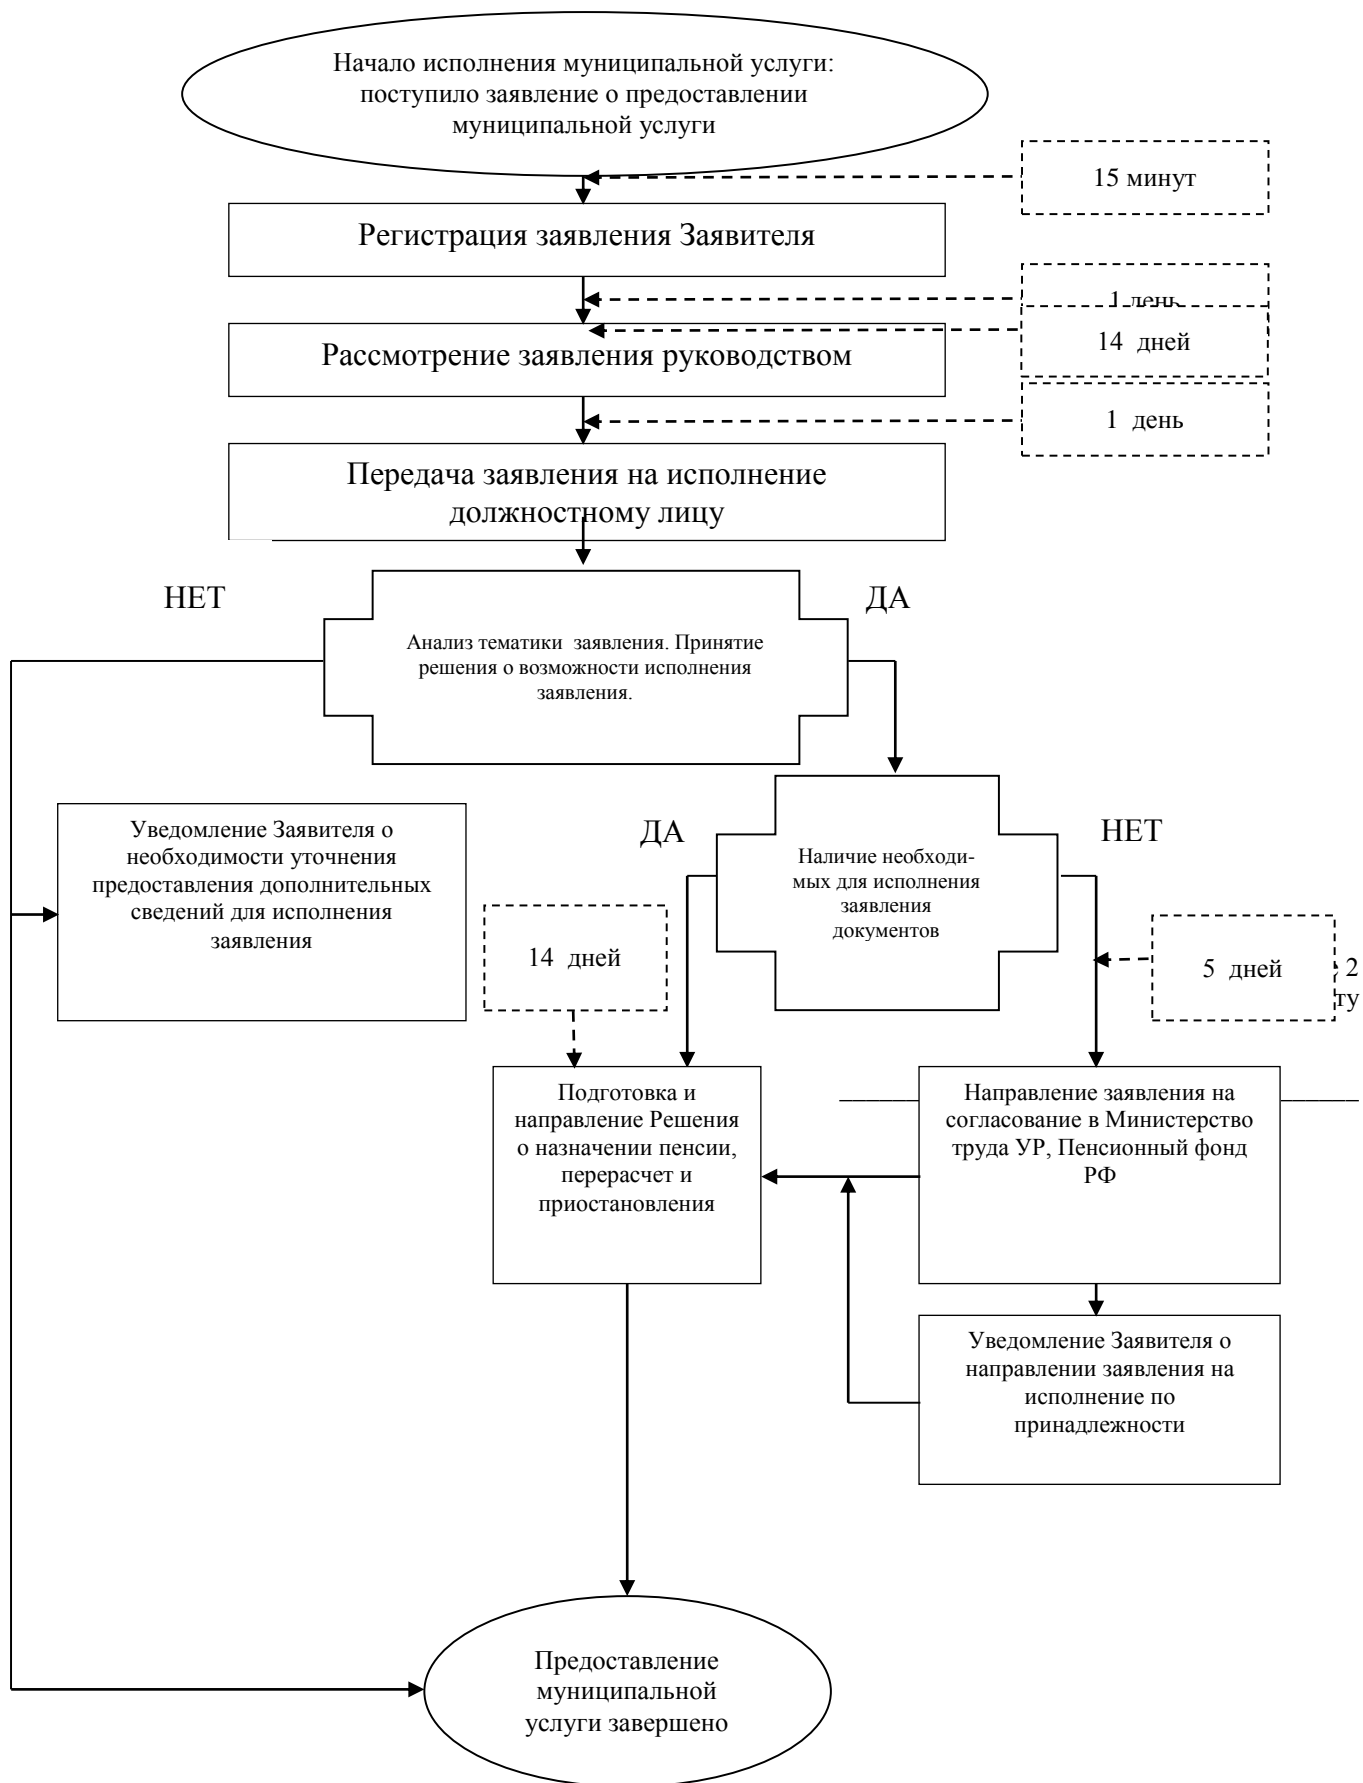 Начало исполнения муниципальной услуги:
поступило заявление о предоставлении
муниципальной услуги
15 минут
Регистрация заявления Заявителя
1 день
14 дней
Рассмотрение заявления руководством
1 день
Передача заявления на исполнение
должностному лицу
НЕТ
ДА
Анализ тематики заявления. Принятие
решения о возможности исполнения
заявления.
Уведомление Заявителя о
необходимости уточнения
предоставления дополнительных
сведений для исполнения
заявления
ДА
НЕТ
Наличие необходи-
мых для исполнения
заявления
документов
14 дней
5 дней
2
ту
Подготовка и
направление Решения
о назначении пенсии,
перерасчет и
приостановления
Направление заявления на
согласование в Министерство
труда УР, Пенсионный фонд
РФ
Уведомление Заявителя о
направлении заявления на
исполнение по
принадлежности
Предоставление
муниципальной
услуги завершено